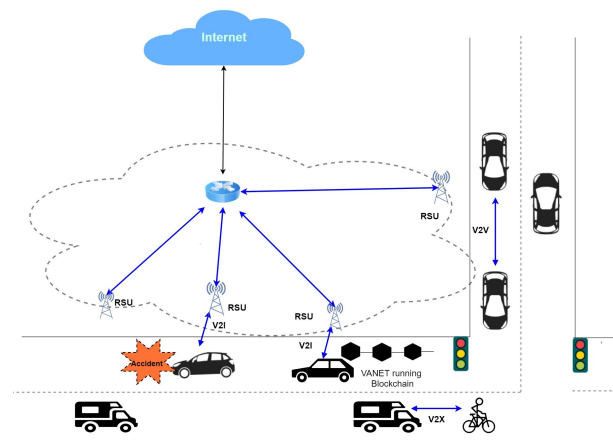 Internet
RSU
V2V
RSU
RSU
RSU
V2I
V2I
Accident
VANET running
Blockchain
V2X